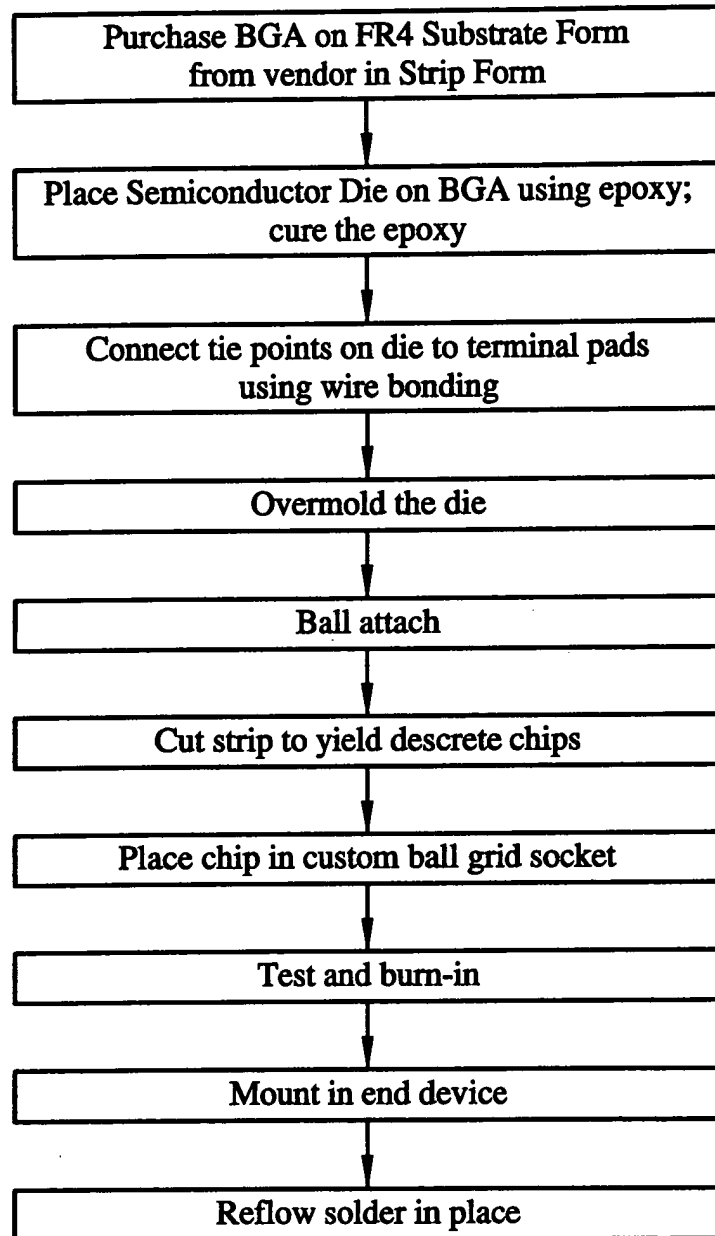 Purchase BGA on FR4 Substrate Form
from vendor in Strip Form
Place Semiconductor Die on BGA using epoxy;
cure the epoxy
Connect tie points on die to terminal pads
using wire bonding
Overmold the die
Ball attach
Cut strip to yield descrete chips
Place chip in custom ball grid socket
Test and burn-in
Mount in end device
Reflow solder in place